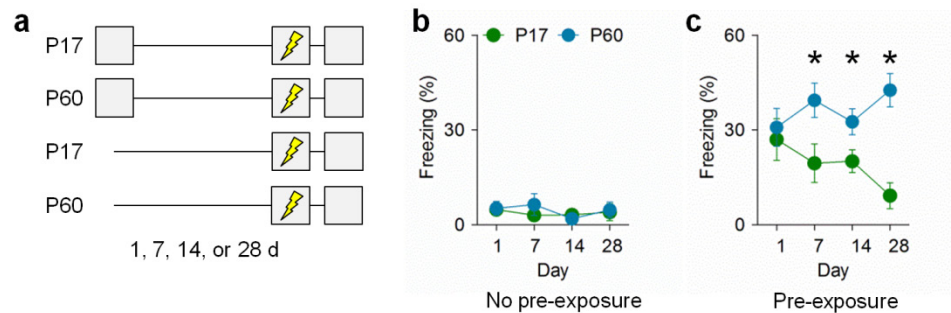 a
P17
P60
P17
P60
1, 7, 14, or 28 d
b
P17 P60
60
30
0
Freezing (%)
1 7 14 28
Day
No pre-exposure
c
60
30
0
Freezing (%)
* * *
1 7 14 28
Day
Pre-exposure